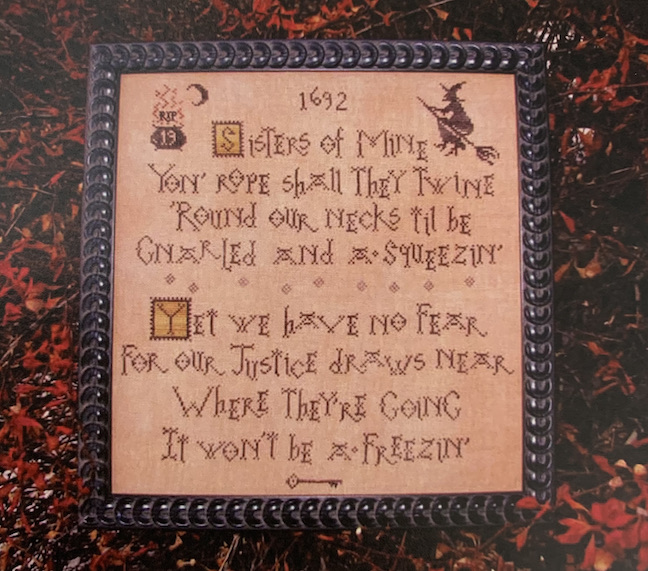 1692
RIP
13
Sisters of Mine
Yon' rope shall They Twine
'Round our necks til be
Gnarled and a•squeezin'
Yet we have no fear
For our Justice draws near
Where They're Going
It won't be a•freezin'